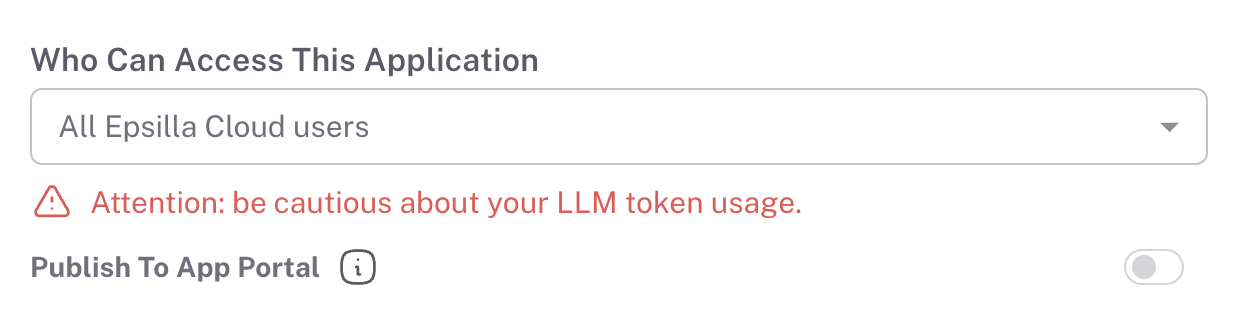 Who Can Access This Application
All Epsilla Cloud users
Attention: be cautious about your LLM token usage.
Publish To App Portal